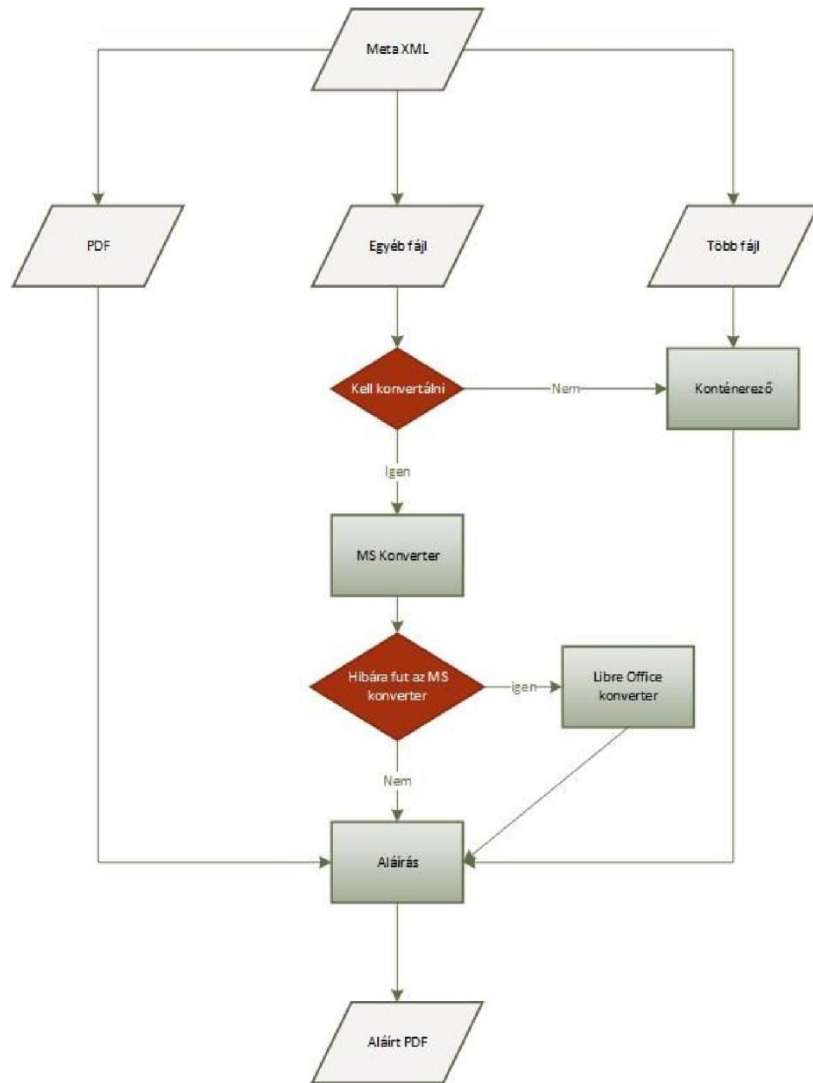 Meta XML
PDF
Egyéb fájl
Több fájl
Kell konvertálni
Nem
Konténerező
Igen
MS Konverter
Hibára fut az MS
konverter
igen
Libre Office
konverter
Nem
Aláírás
Aláírt PDF